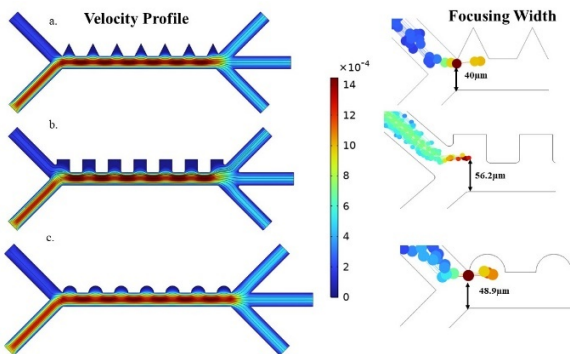 Velocity Profile
Focusing Width
a.
b.
c.
×10⁻⁴
14
12
10
8
6
4
2
0
40μm
56.2μm
48.9μm